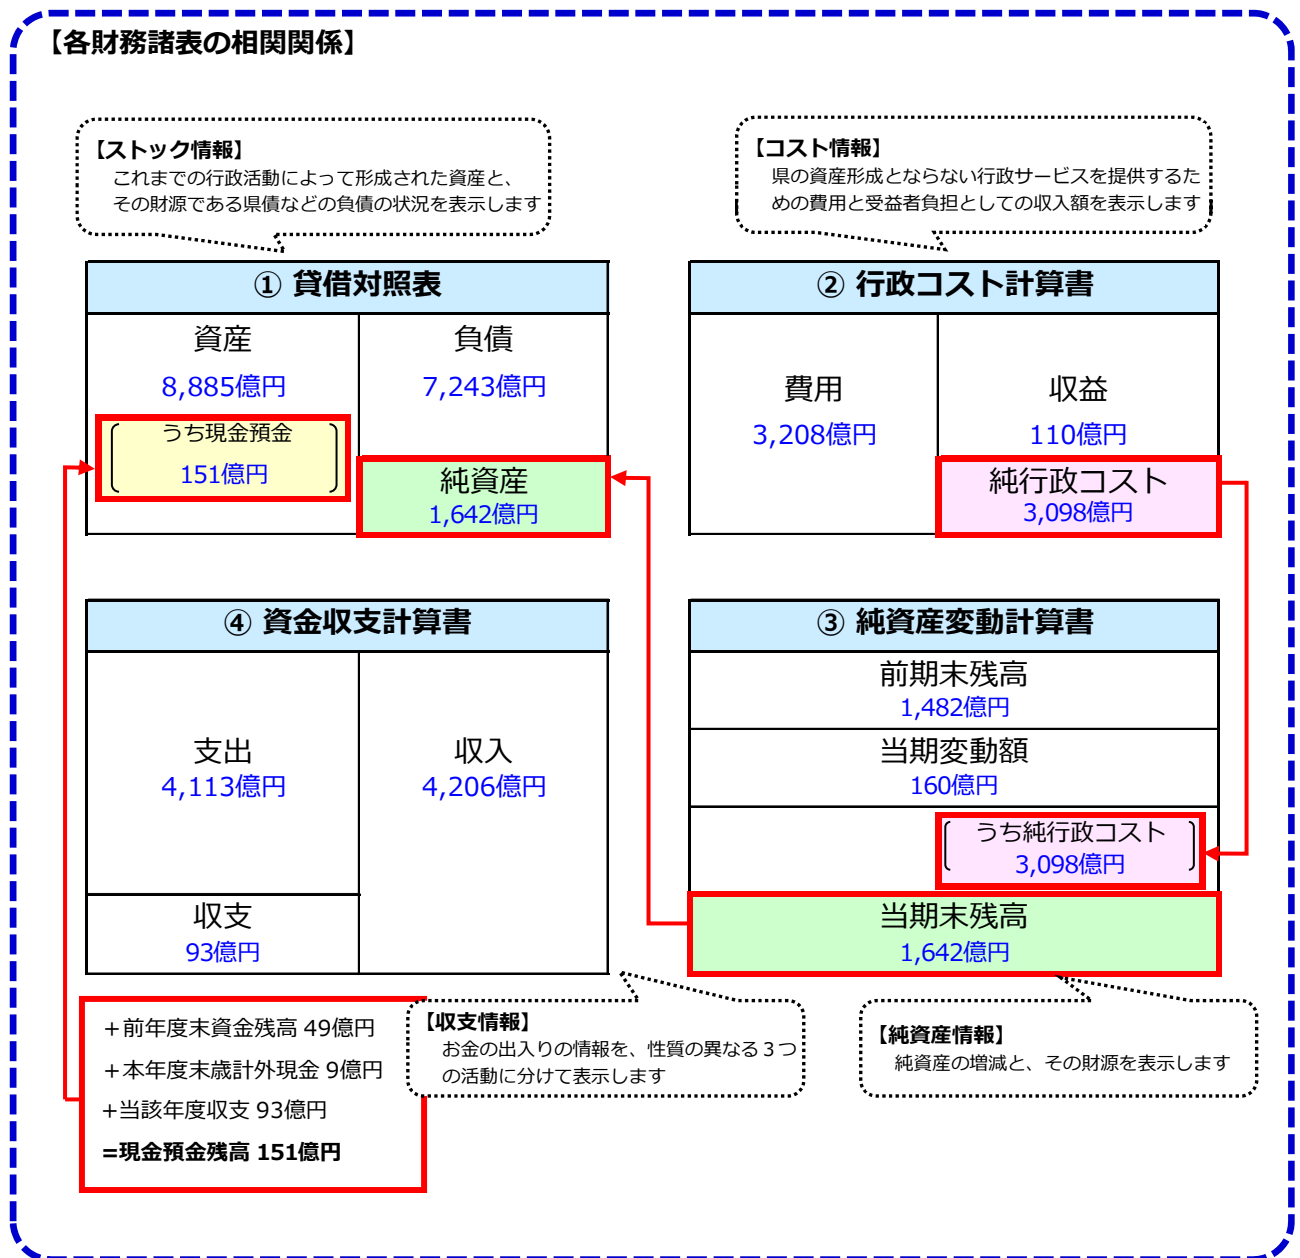 【各財務諸表の相関関係】
【ストック情報】
これまでの行政活動によって形成された資産と、
その財源である県債などの負債の状況を表示します
【コスト情報】
県の資産形成とならない行政サービスを提供するた
めの費用と受益者負担としての収入額を表示します
① 貸借対照表
資産
8,885億円
うち現金預金
151億円
負債
7,243億円
純資産
1,642億円
② 行政コスト計算書
費用
3,208億円
収益
110億円
純行政コスト
3,098億円
④ 資金収支計算書
支出
4,113億円
収入
4,206億円
収支
93億円
③ 純資産変動計算書
前期末残高
1,482億円
当期変動額
160億円
うち純行政コスト
3,098億円
当期末残高
1,642億円
+前年度末資金残高 49億円
+本年度末歳計外現金 9億円
+当該年度収支 93億円
=現金預金残高 151億円
【収支情報】
お金の出入りの情報を、性質の異なる３つ
の活動に分けて表示します
【純資産情報】
純資産の増減と、その財源を表示します